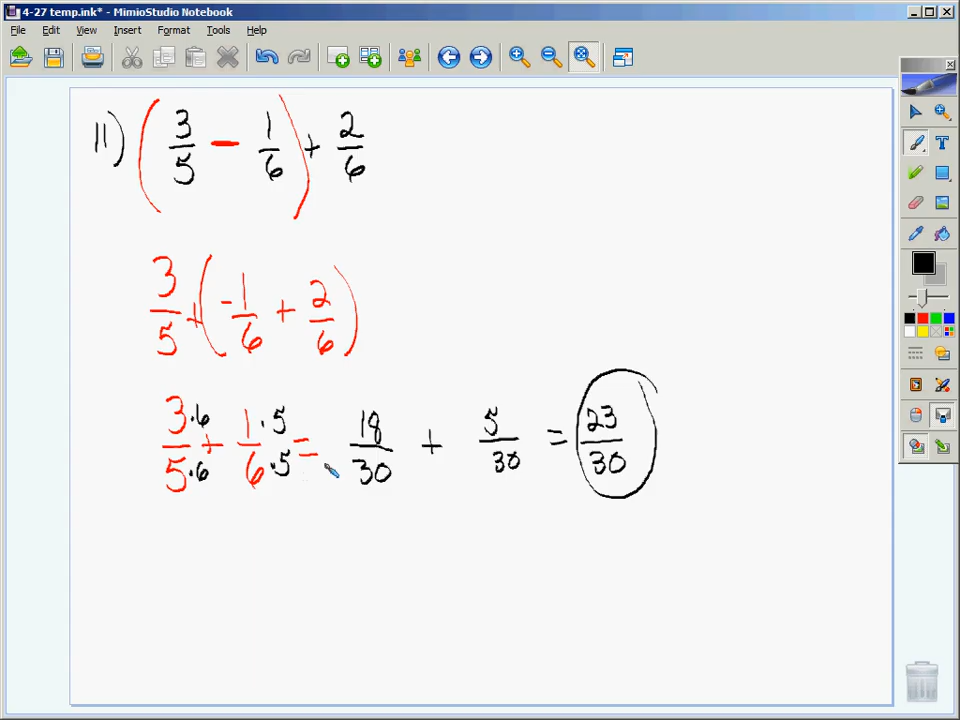 4-27 temp.ink* - MimioStudio Notebook
File Edit View Insert Format Tools Help
11) (3/5 - 1/6) + 2/6
3/5 + (-1/6 + 2/6)
3·6/5·6 + 1·5/6·5 = 18/30 + 5/30 = 23/30
T